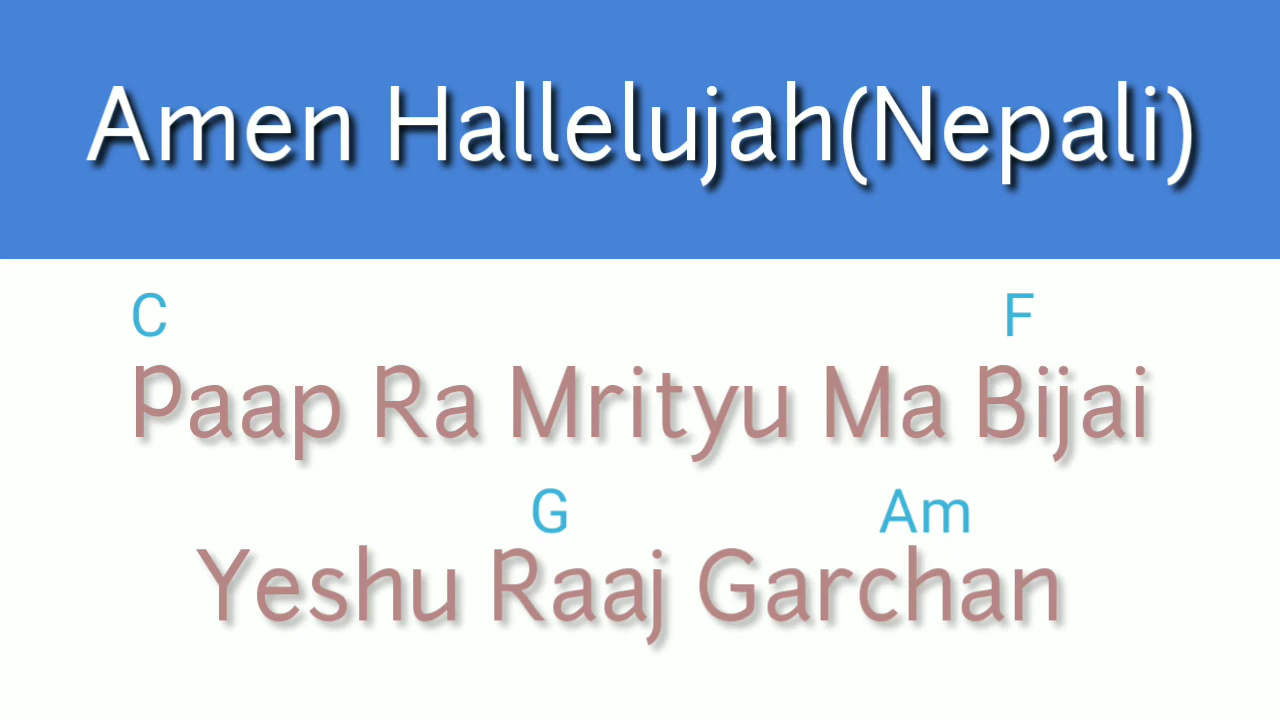 Amen Hallelujah(Nepali)
C F
Paap Ra Mrityu Ma Bijai
G Am
Yeshu Raaj Garchan